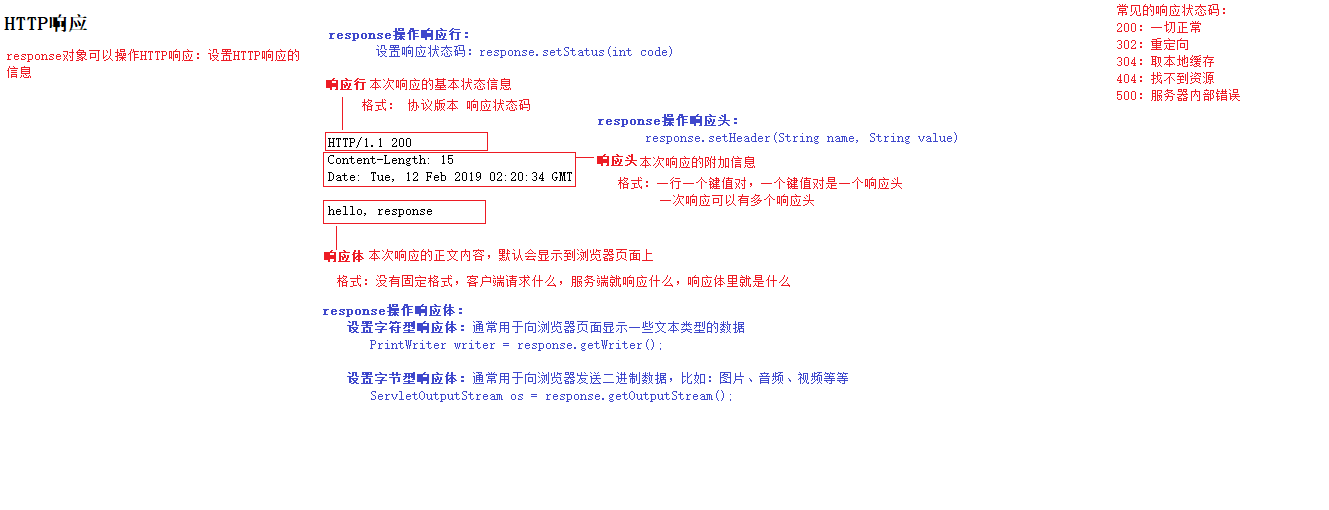 HTTP响应
response对象可以操作HTTP响应：设置HTTP响应的
信息
response操作响应行：
设置响应状态码：response.setStatus(int code)
响应行 本次响应的基本状态信息
格式： 协议版本 响应状态码
HTTP/1.1 200
Content-Length: 15
Date: Tue, 12 Feb 2019 02:20:34 GMT
response操作响应头：
response.setHeader(String name, String value)
响应头 本次响应的附加信息
格式：一行一个键值对，一个键值对是一个响应头
一次响应可以有多个响应头
hello, response
响应体 本次响应的正文内容，默认会显示到浏览器页面上
格式：没有固定格式，客户端请求什么，服务端就响应什么，响应体里就是什么
response操作响应体：
设置字符型响应体：通常用于向浏览器页面显示一些文本类型的数据
PrintWriter writer = response.getWriter();
设置字节型响应体：通常用于向浏览器发送二进制数据，比如：图片、音频、视频等等
ServletOutputStream os = response.getOutputStream();
常见的响应状态码：
200：一切正常
302：重定向
304：取本地缓存
404：找不到资源
500：服务器内部错误